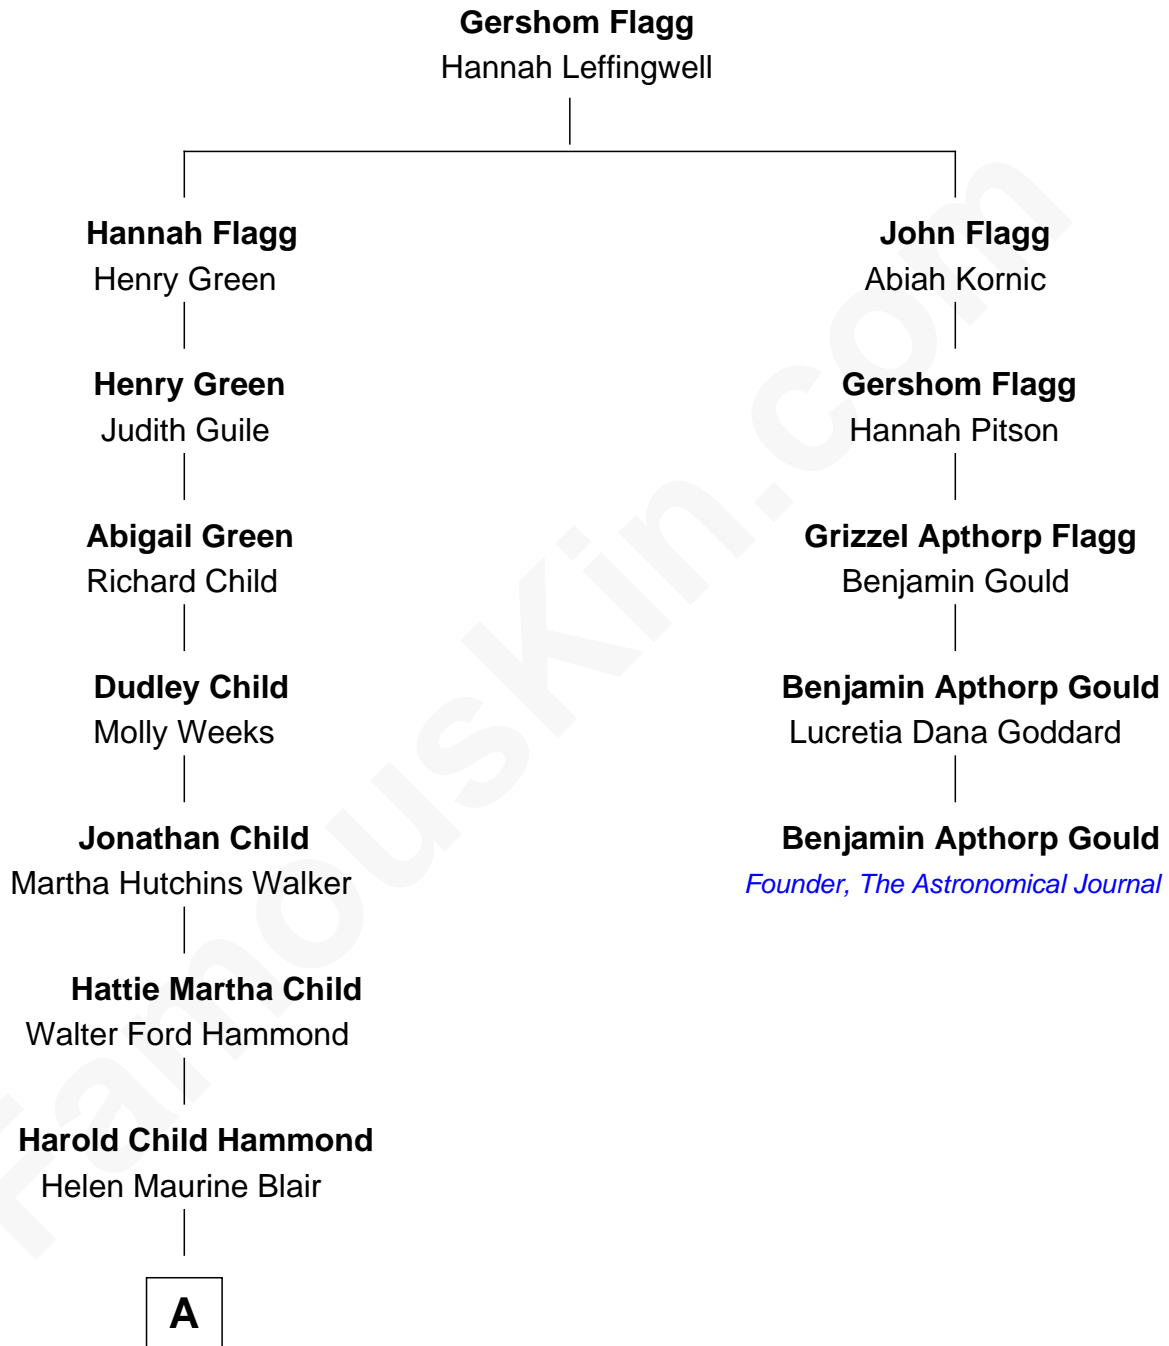 Gershom Flagg
Hannah Leffingwell
Hannah Flagg
Henry Green
Henry Green
Judith Guile
Abigail Green
Richard Child
Dudley Child
Molly Weeks
Jonathan Child
Martha Hutchins Walker
Hattie Martha Child
Walter Ford Hammond
Harold Child Hammond
Helen Maurine Blair
A
John Flagg
Abiah Kornic
Gershom Flagg
Hannah Pitson
Grizzel Apthorp Flagg
Benjamin Gould
Benjamin Apthorp Gould
Lucretia Dana Goddard
Benjamin Apthorp Gould
Founder, The Astronomical Journal
FamousKin.com